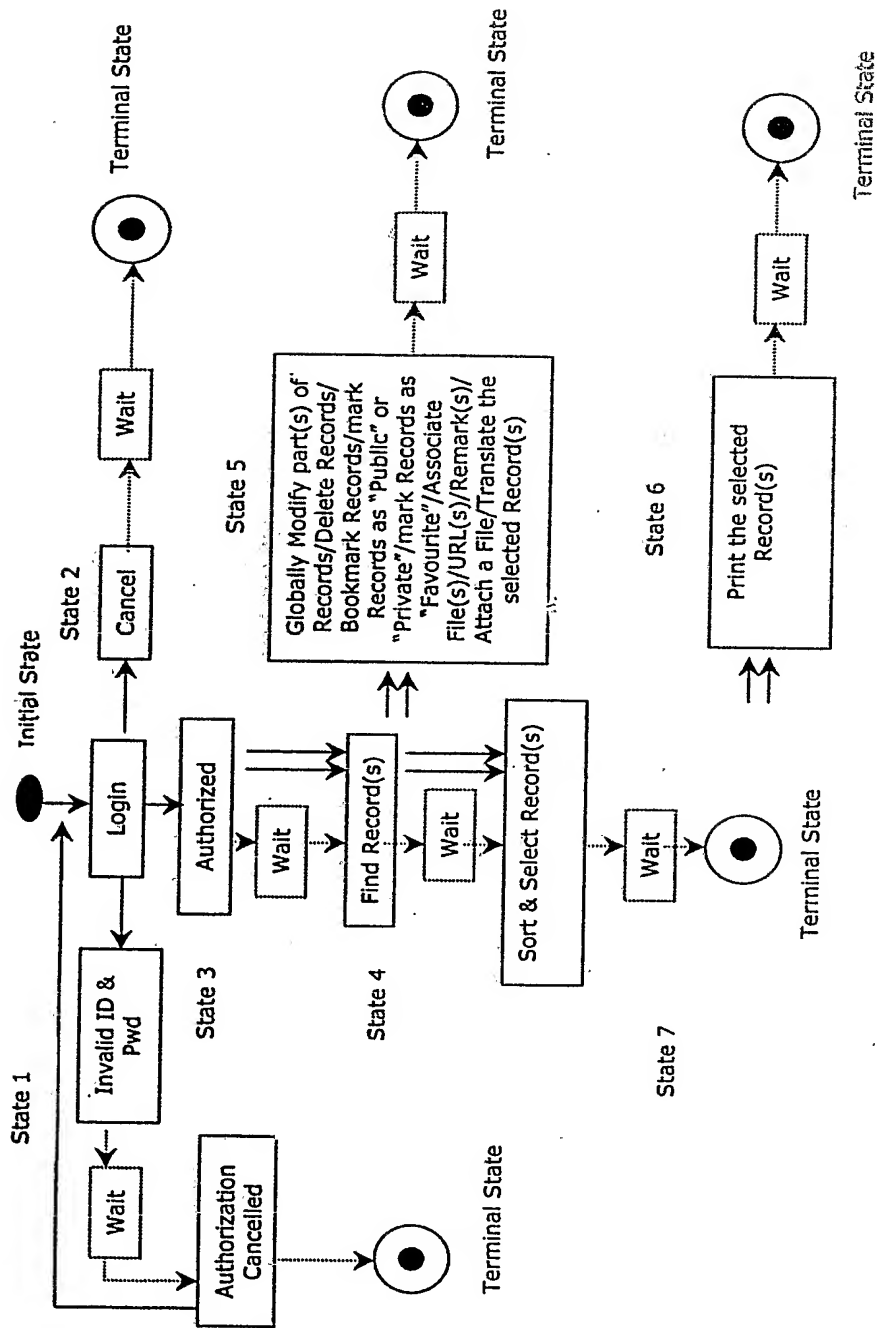 Initial State
State 1
State 2
Login
Cancel
Wait
Terminal State
Invalid ID &
Pwd
Wait
Authorization
Cancelled
Terminal State
State 3
Authorized
Wait
State 4
Find Record(s)
Wait
State 5
Globally Modify part(s) of
Records/Delete Records/
Bookmark Records/mark
Records as "Public" or
"Private"/mark Records as
"Favourite"/Associate
File(s)/URL(s)/Remark(s)/
Attach a File/Translate the
selected Record(s)
Wait
Terminal State
Sort & Select Record(s)
State 6
Print the selected
Record(s)
Wait
Terminal State
State 7
Wait
Terminal State